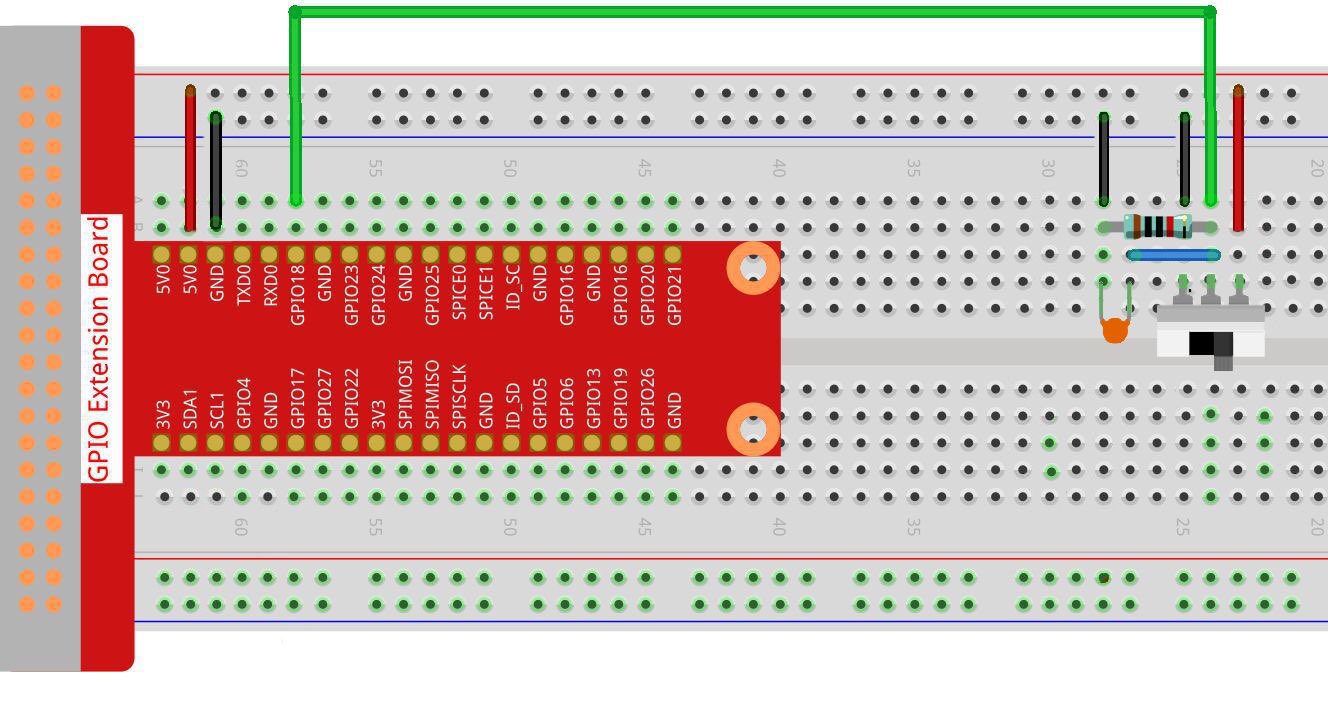 60 55 50 45 40 35 30 25 20
A
B
GPIO Extension Board
5V0 5V0 GND TXD0 RXD0 GPIO18 GND GPIO23 GPIO24 GND GPIO25 SPICE0 SPICE1 ID_SC GND GPIO16 GND GPIO16 GPIO20 GPIO21
3V3 SDA1 SCL1 GPIO4 GND GPIO17 GPIO27 GPIO22 3V3 SPIMOSI SPIMISO SPISCLK GND ID_SD GPIO5 GPIO6 GPIO13 GPIO19 GPIO26 GND
I
60 55 50 45 40 35 25 20